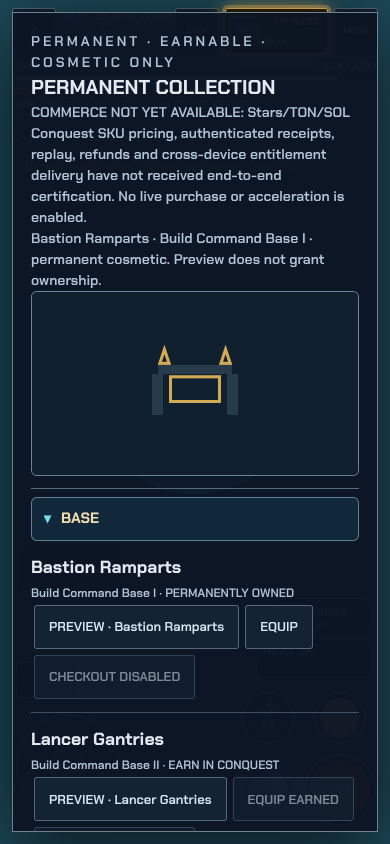 PERMANENT · EARNABLE ·
COSMETIC ONLY
PERMANENT COLLECTION
COMMERCE NOT YET AVAILABLE: Stars/TON/SOL
Conquest SKU pricing, authenticated receipts,
replay, refunds and cross-device entitlement
delivery have not received end-to-end
certification. No live purchase or acceleration is
enabled.
Bastion Ramparts · Build Command Base I ·
permanent cosmetic. Preview does not grant
ownership.
▼ BASE
Bastion Ramparts
Build Command Base I · PERMANENTLY OWNED
PREVIEW · Bastion Ramparts EQUIP
CHECKOUT DISABLED
Lancer Gantries
Build Command Base II · EARN IN CONQUEST
PREVIEW · Lancer Gantries EQUIP EARNED